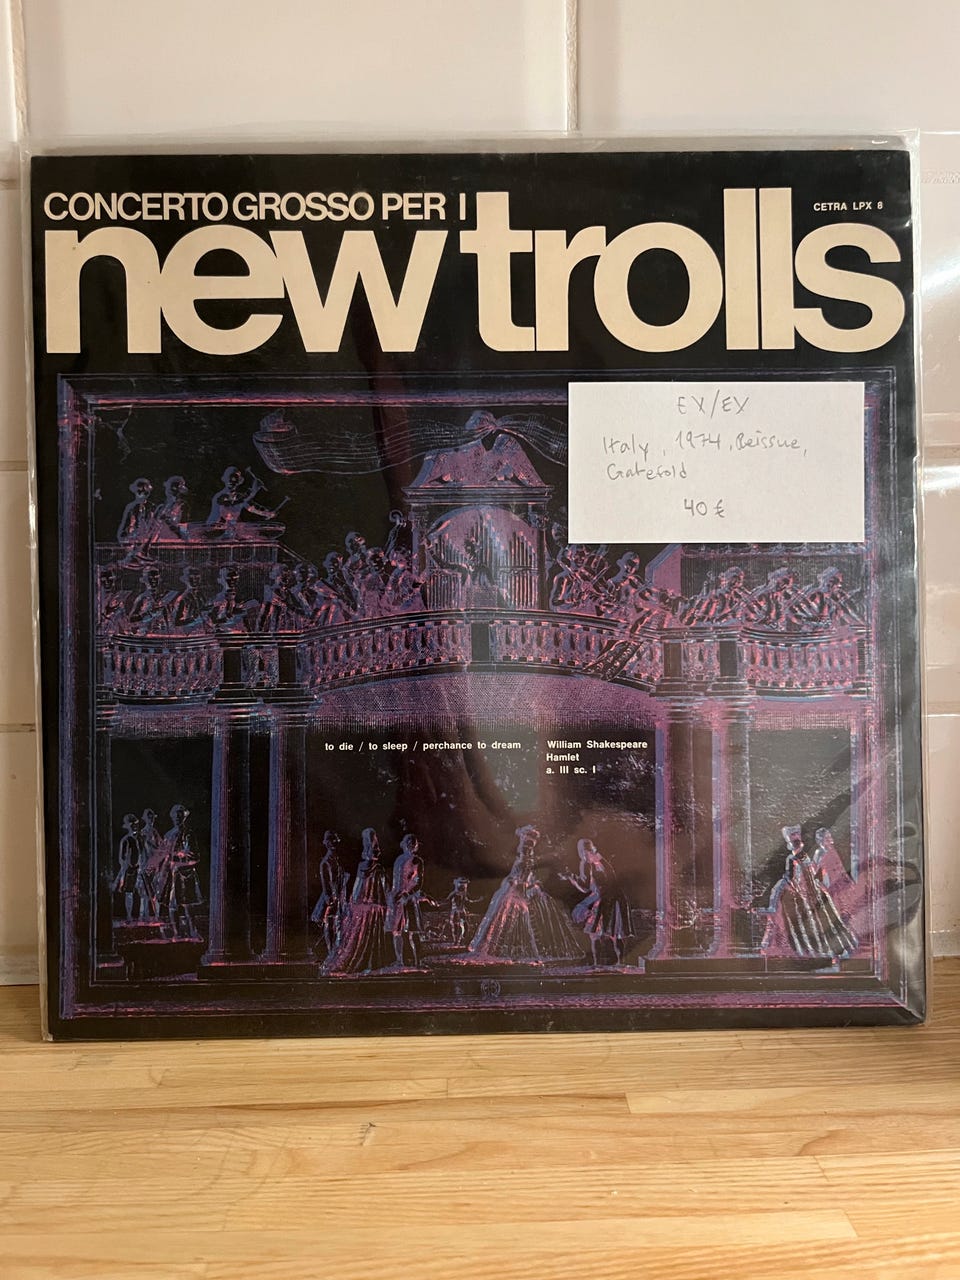 CONCERTO GROSSO PER I
new trolls
CETRA LPX 8
EX/EX
Italy, 1974, Reissue,
Gatefold
40 €
to die / to sleep / perchance to dream William Shakespeare
Hamlet
a. III sc. I